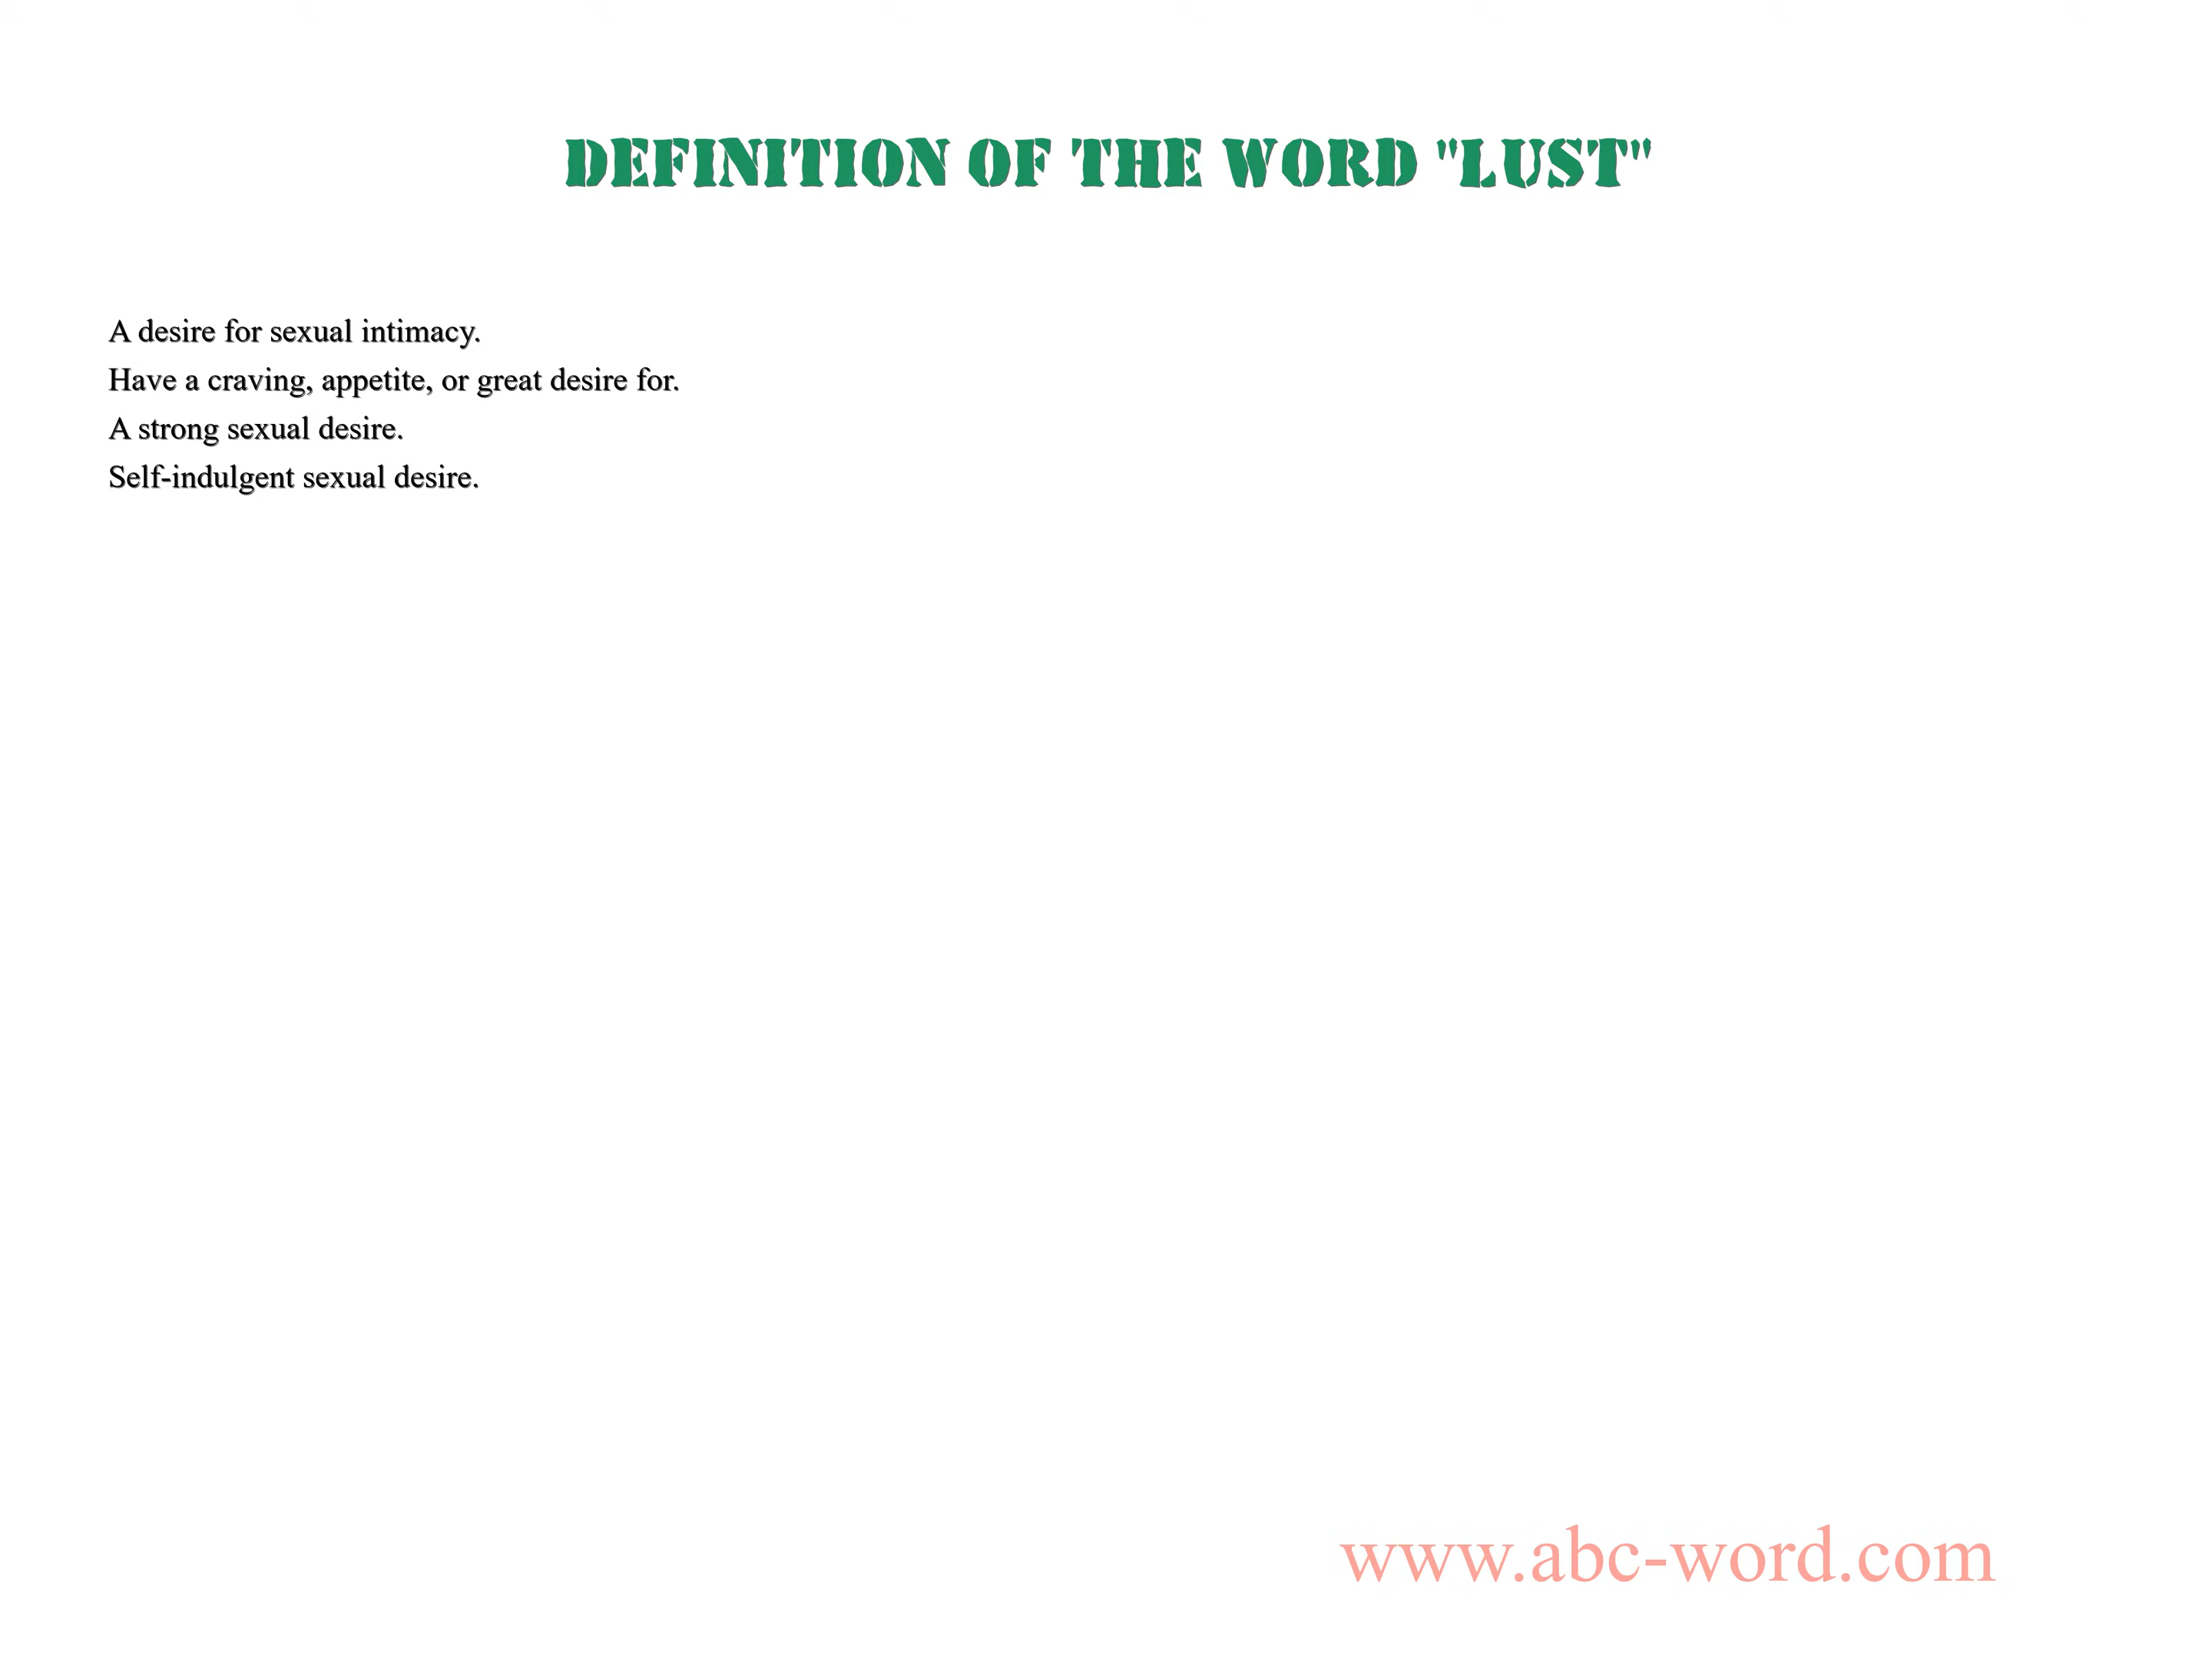 DEFINITION OF THE WORD "LUST"
A desire for sexual intimacy.
Have a craving, appetite, or great desire for.
A strong sexual desire.
Self-indulgent sexual desire.
www.abc-word.com